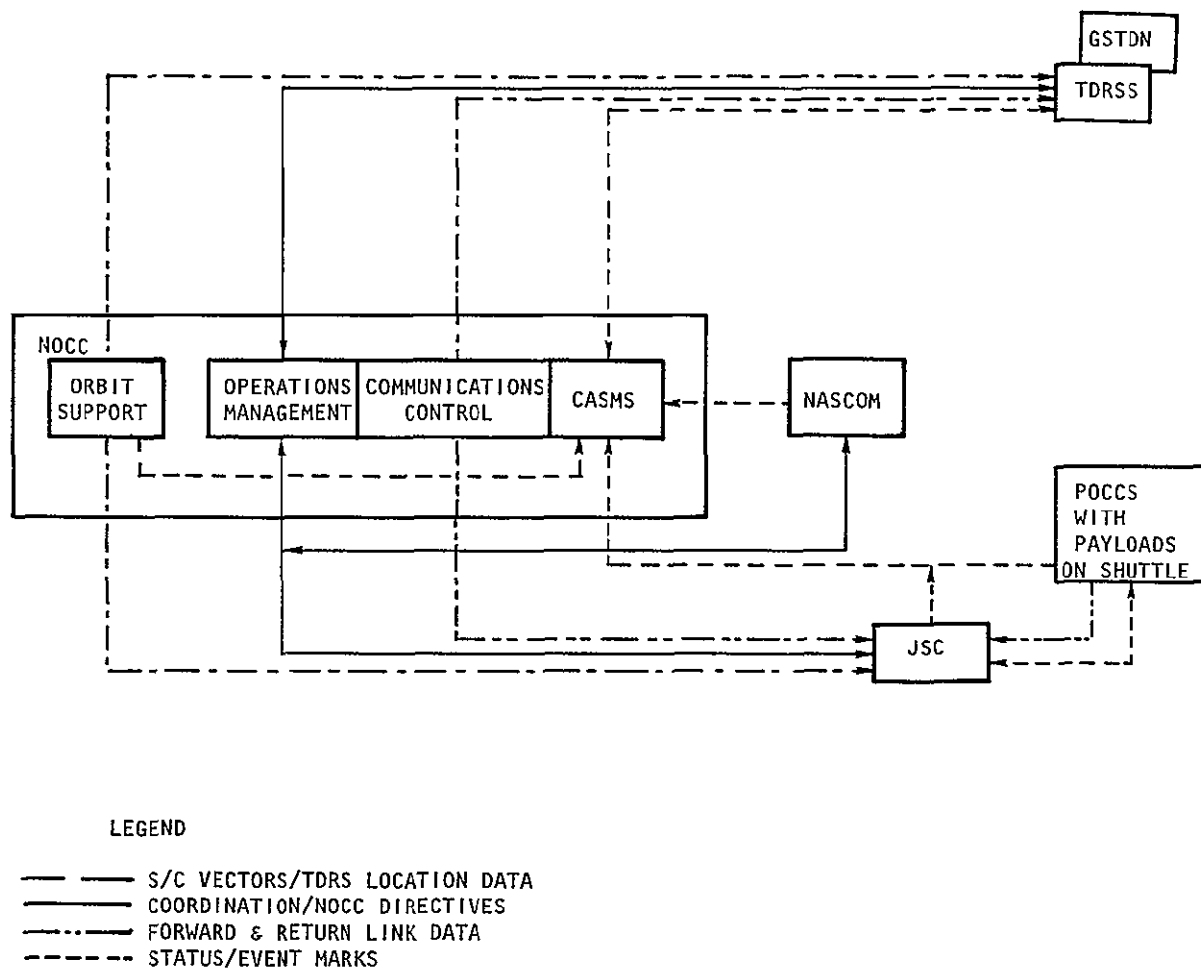 GSTDN
TDRSS
NOCC
ORBIT
SUPPORT
OPERATIONS
MANAGEMENT
COMMUNICATIONS
CONTROL
CASMS
NASCOM
POCCS
WITH
PAYLOADS
ON SHUTTLE
JSC
LEGEND
S/C VECTORS/TDRS LOCATION DATA
COORDINATION/NOCC DIRECTIVES
FORWARD & RETURN LINK DATA
STATUS/EVENT MARKS